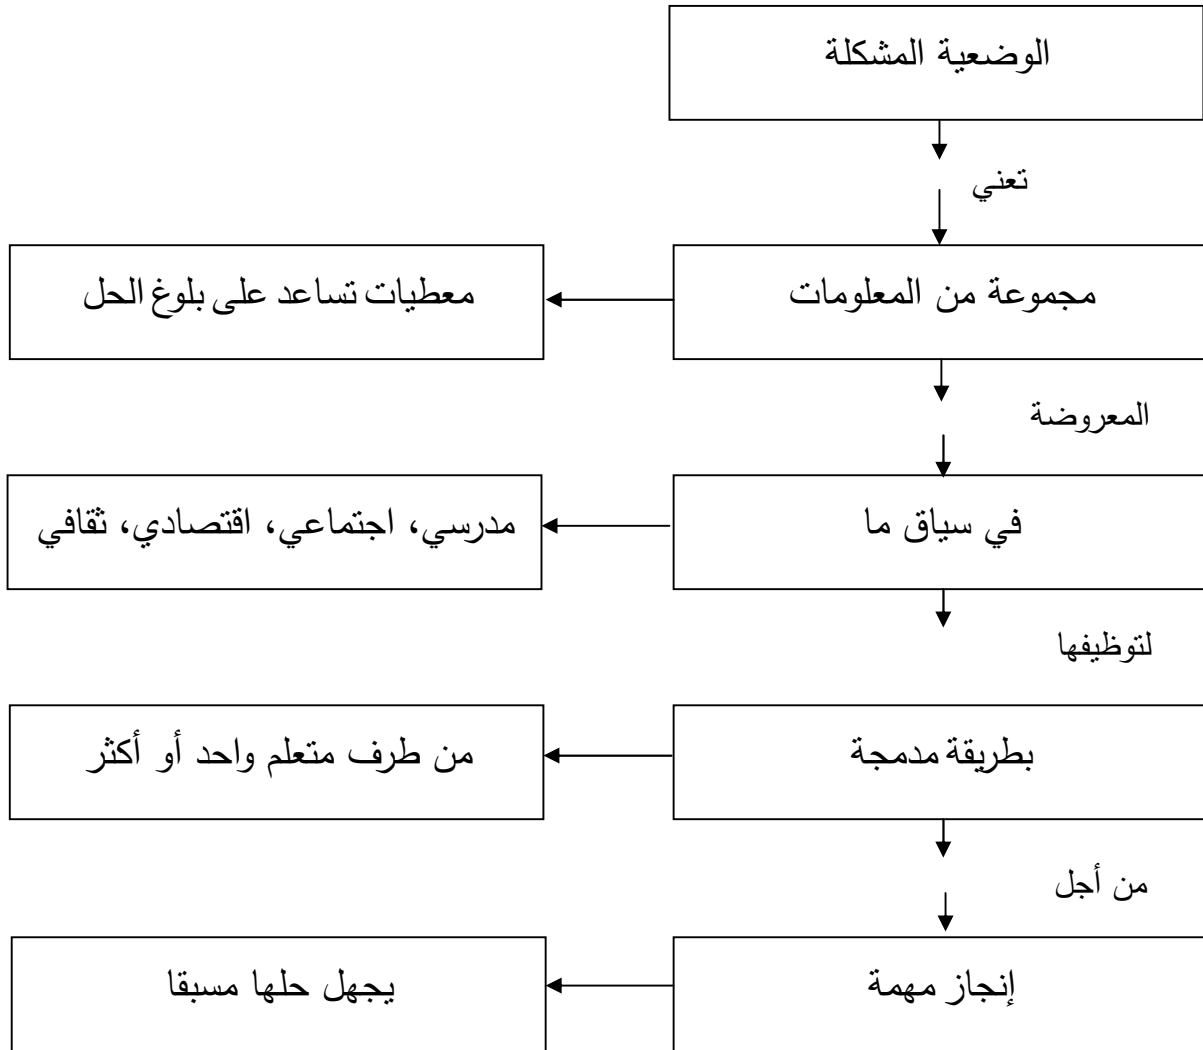 الوضعية المشكلة
تعني
مجموعة من المعلومات
معطيات تساعد على بلوغ الحل
المعروضة
في سياق ما
مدرسي، اجتماعي، اقتصادي، ثقافي
لتوظيفها
بطريقة مدمجة
من طرف متعلم واحد أو أكثر
من أجل
إنجاز مهمة
يجهل حلها مسبقا